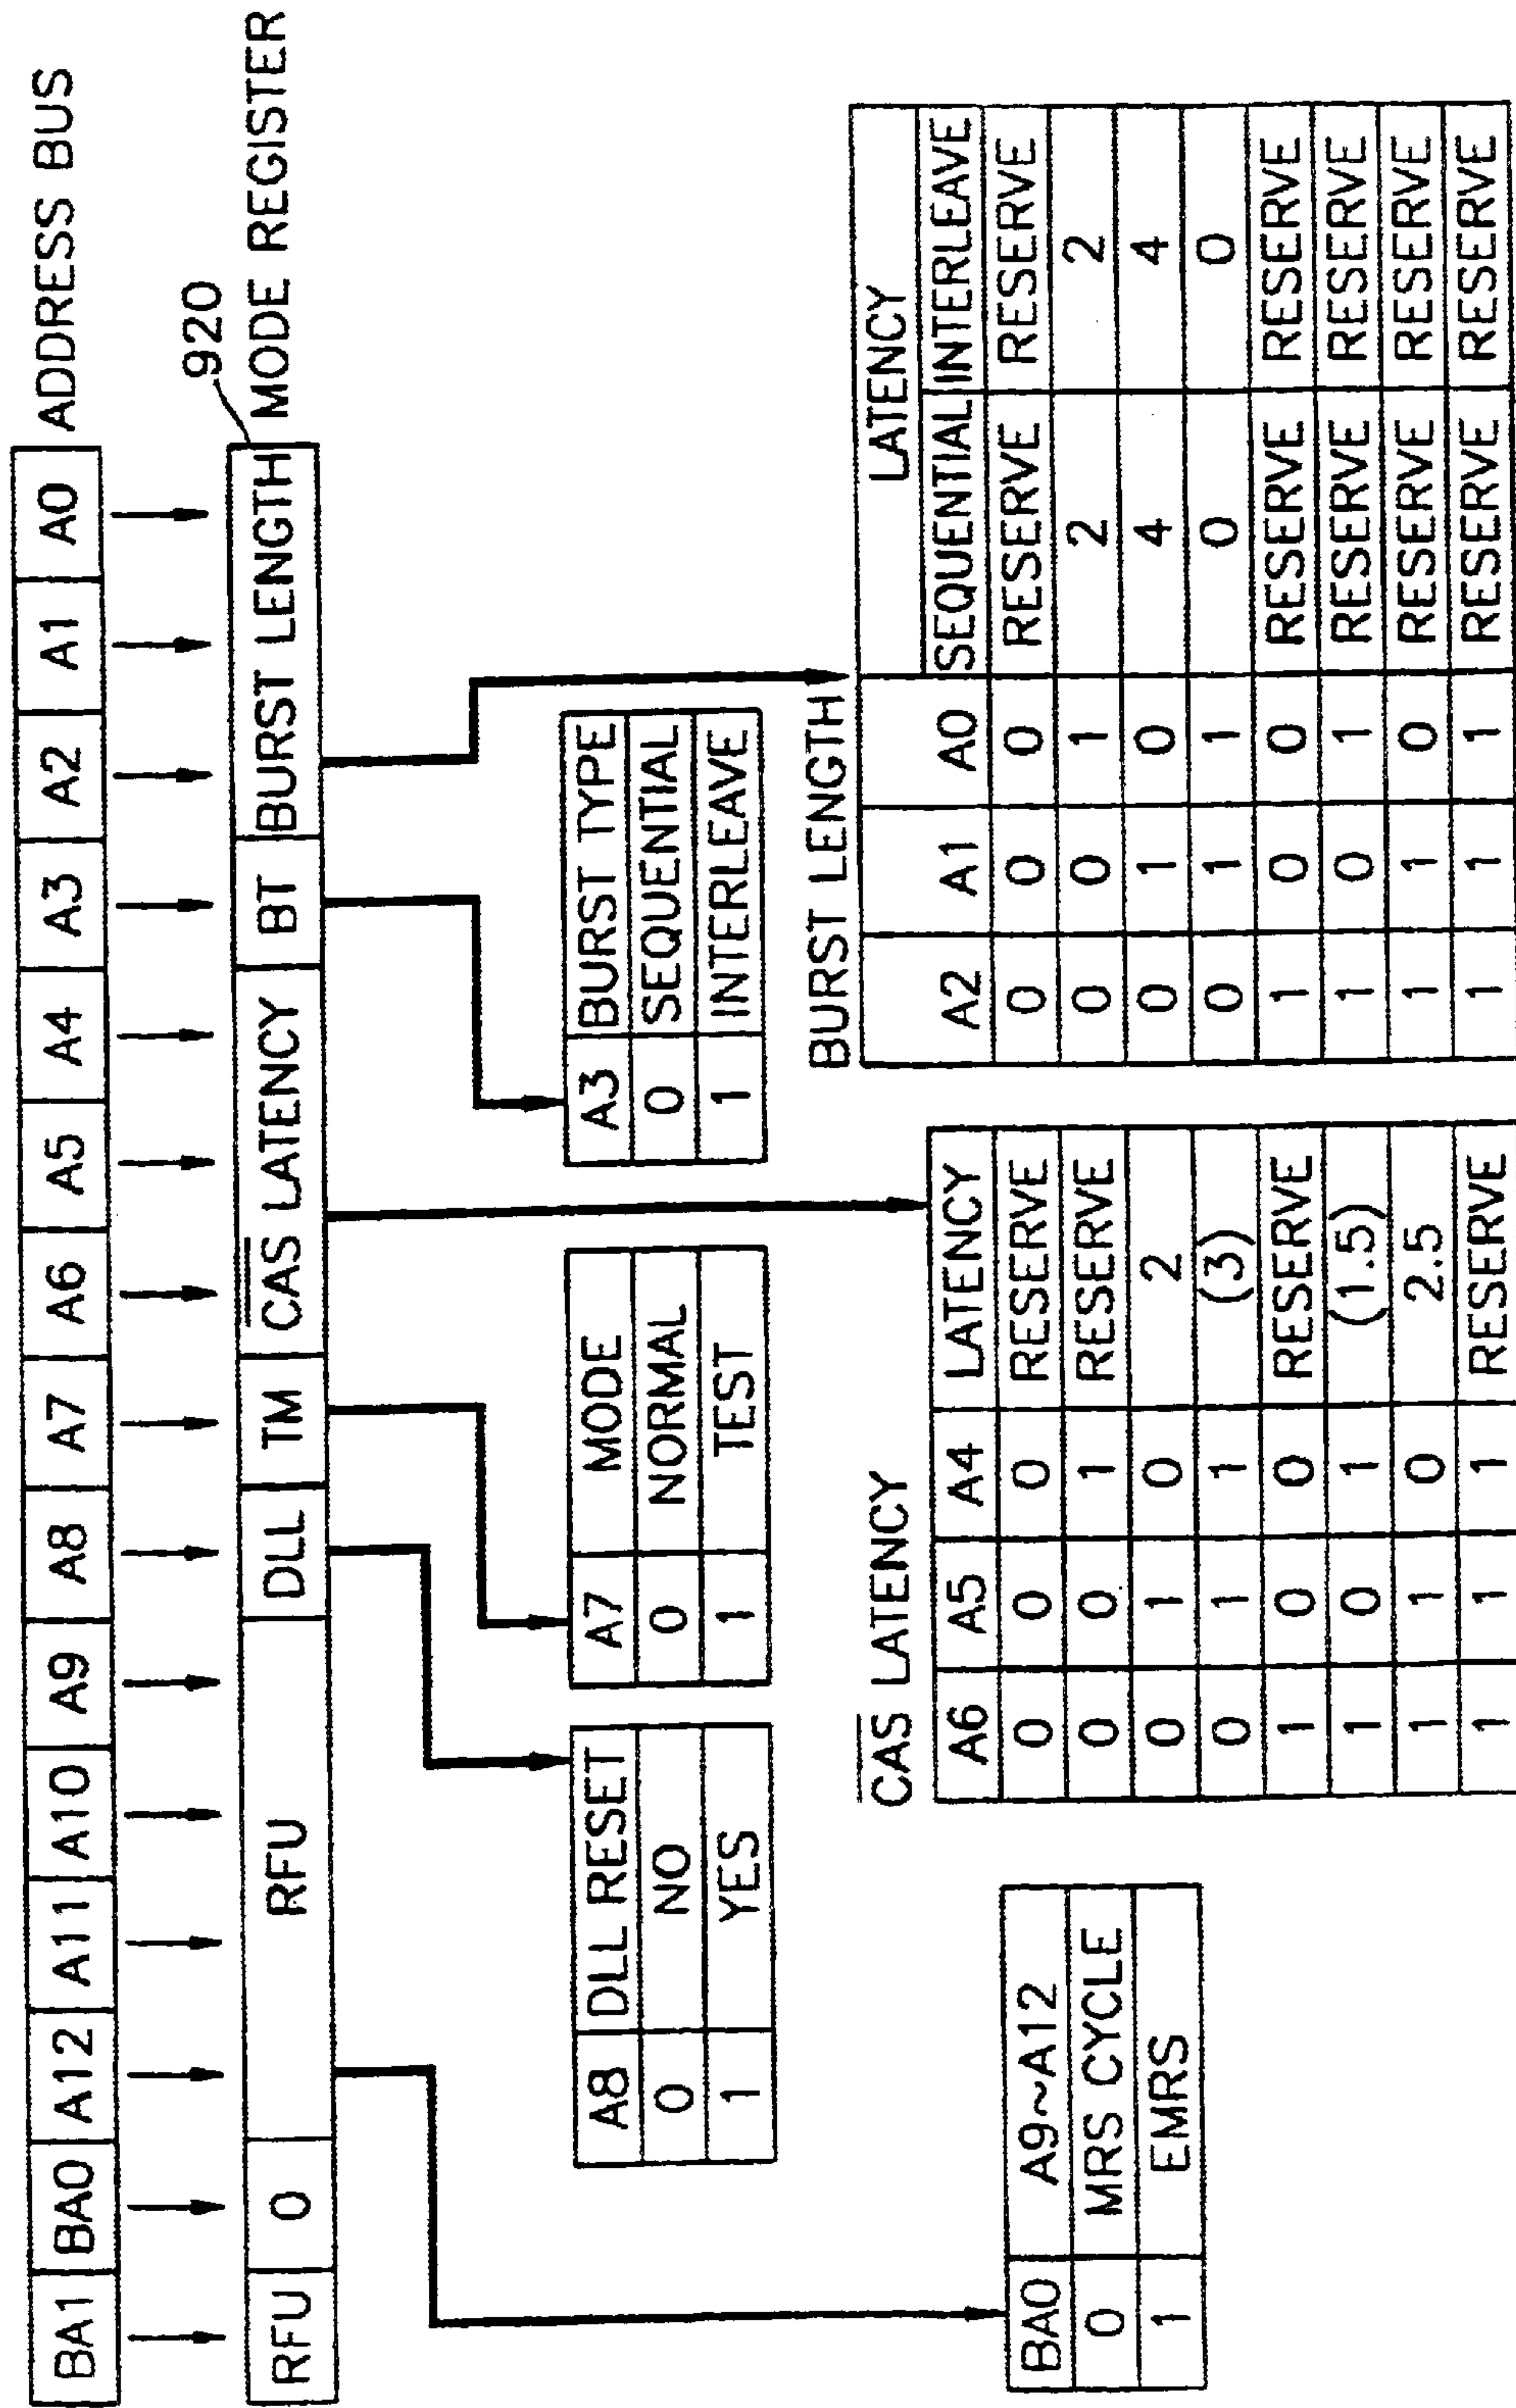 BA1 BA0 A12 A11 A10 A9 A8 A7 A6 A5 A4 A3 A2 A1 A0 ADDRESS BUS
920
RFU 0 RFU DLL TM CAS LATENCY BT BURST LENGTH MODE REGISTER
A8 DLL RESET
0 NO
1 YES
A7 MODE
0 NORMAL
1 TEST
A3 BURST TYPE
0 SEQUENTIAL
1 INTERLEAVE
BA0 A9~A12
0 MRS CYCLE
1 EMRS
CAS LATENCY
A6 A5 A4 LATENCY
0 0 0 RESERVE
0 0 1 RESERVE
0 1 0 2
0 1 1 (3)
1 0 0 RESERVE
1 0 1 (1.5)
1 1 0 2.5
1 1 1 RESERVE
BURST LENGTH
A2 A1 A0 LATENCY
SEQUENTIAL INTERLEAVE
0 0 0 RESERVE RESERVE
0 0 1 2 2
0 1 0 4 4
0 1 1 0 0
1 0 0 RESERVE RESERVE
1 0 1 RESERVE RESERVE
1 1 0 RESERVE RESERVE
1 1 1 RESERVE RESERVE